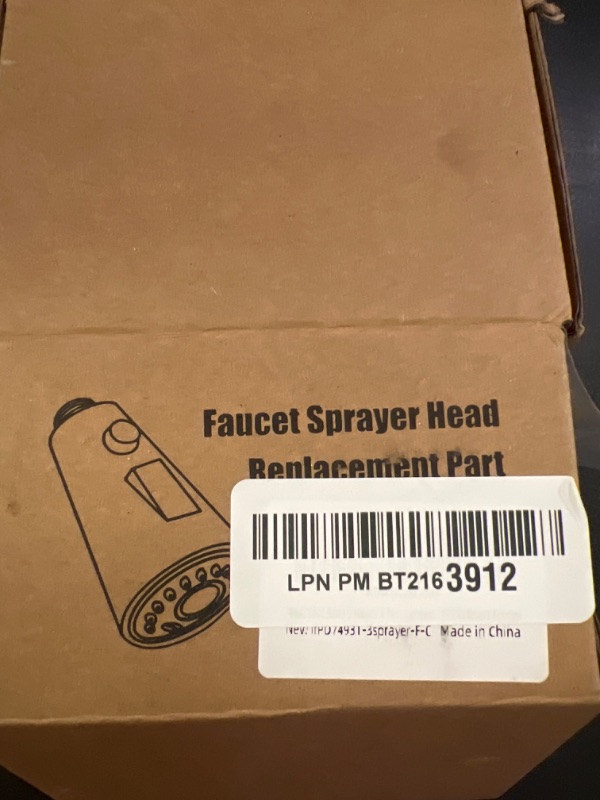 Faucet Sprayer Head
Replacement Part
LPN PM BT2163912
Made in China